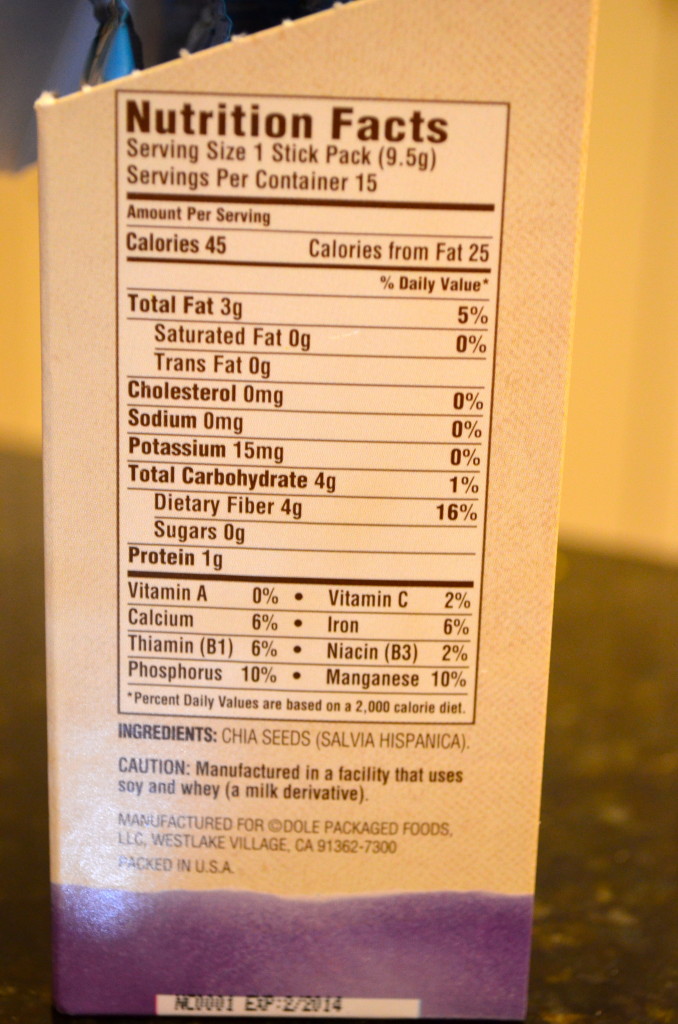 Nutrition Facts
Serving Size 1 Stick Pack (9.5g)
Servings Per Container 15
Amount Per Serving
Calories 45 Calories from Fat 25
% Daily Value*
Total Fat 3g 5%
Saturated Fat 0g 0%
Trans Fat 0g
Cholesterol 0mg 0%
Sodium 0mg 0%
Potassium 15mg 0%
Total Carbohydrate 4g 1%
Dietary Fiber 4g 16%
Sugars 0g
Protein 1g
Vitamin A 0% • Vitamin C 2%
Calcium 6% • Iron 6%
Thiamin (B1) 6% • Niacin (B3) 2%
Phosphorus 10% • Manganese 10%
*Percent Daily Values are based on a 2,000 calorie diet.
INGREDIENTS: CHIA SEEDS (SALVIA HISPANICA).
CAUTION: Manufactured in a facility that uses
soy and whey (a milk derivative).
MANUFACTURED FOR ©DOLE PACKAGED FOODS,
LLC, WESTLAKE VILLAGE, CA 91362-7300
PACKED IN U.S.A.
NC0001 EXP:2/2014